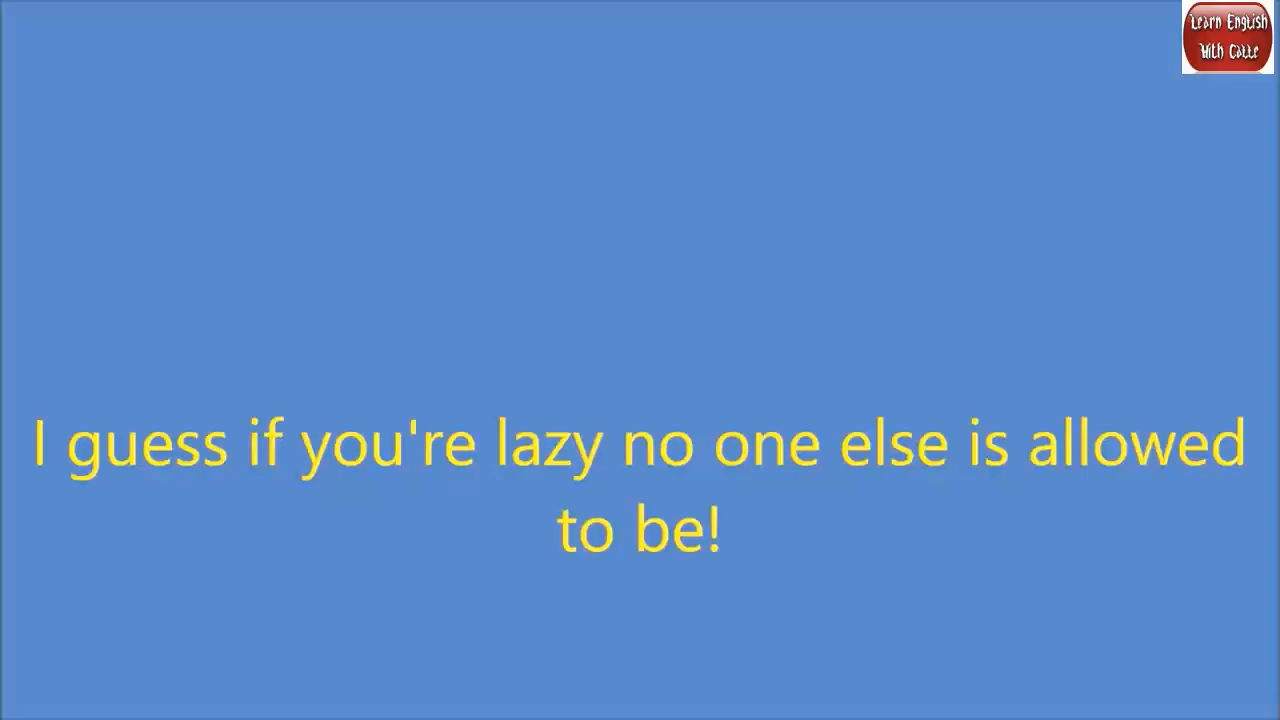 Learn English
With Cattc
I guess if you're lazy no one else is allowed
to be!